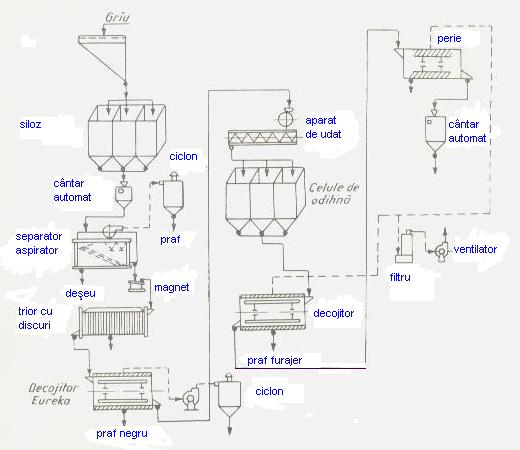 Grîu
siloz
cântar
automat
ciclon
separator
aspirator
praf
deşeu
magnet
trior cu
discuri
Decojitor
Eureka
praf negru
ciclon
aparat
de udat
Celule de
odihnă
decojitor
praf furajer
perie
cântar
automat
filtru
ventilator